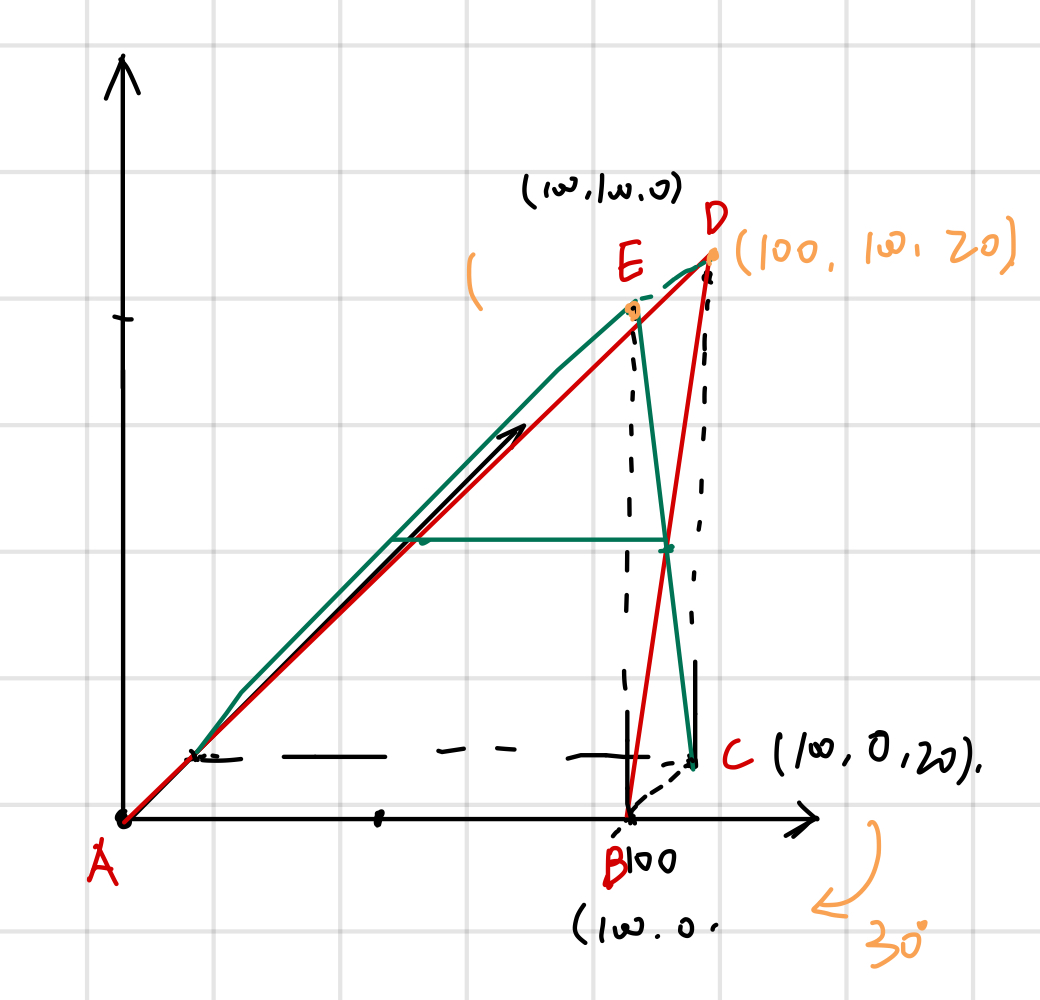 (100,100,0)
D
(100, 100, 20)
E
(
C (100, 0, 20).
A
B 100
(100. 0.
30°